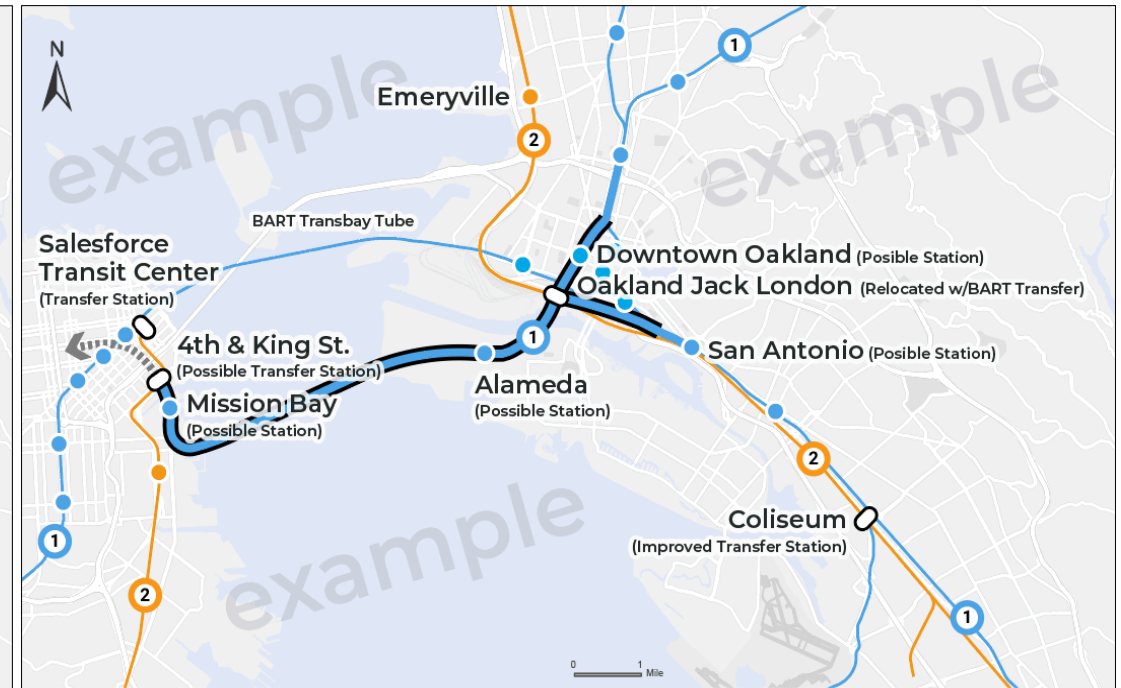 N
example
Emeryville
1
2
example
BART Transbay Tube
Salesforce
Transit Center
(Transfer Station)
Downtown Oakland (Posible Station)
Oakland Jack London (Relocated w/BART Transfer)
1
4th & King St.
(Possible Transfer Station)
San Antonio (Posible Station)
Alameda
(Possible Station)
Mission Bay
(Possible Station)
2
example
Coliseum
(Improved Transfer Station)
1
2
1
0 1
Mile